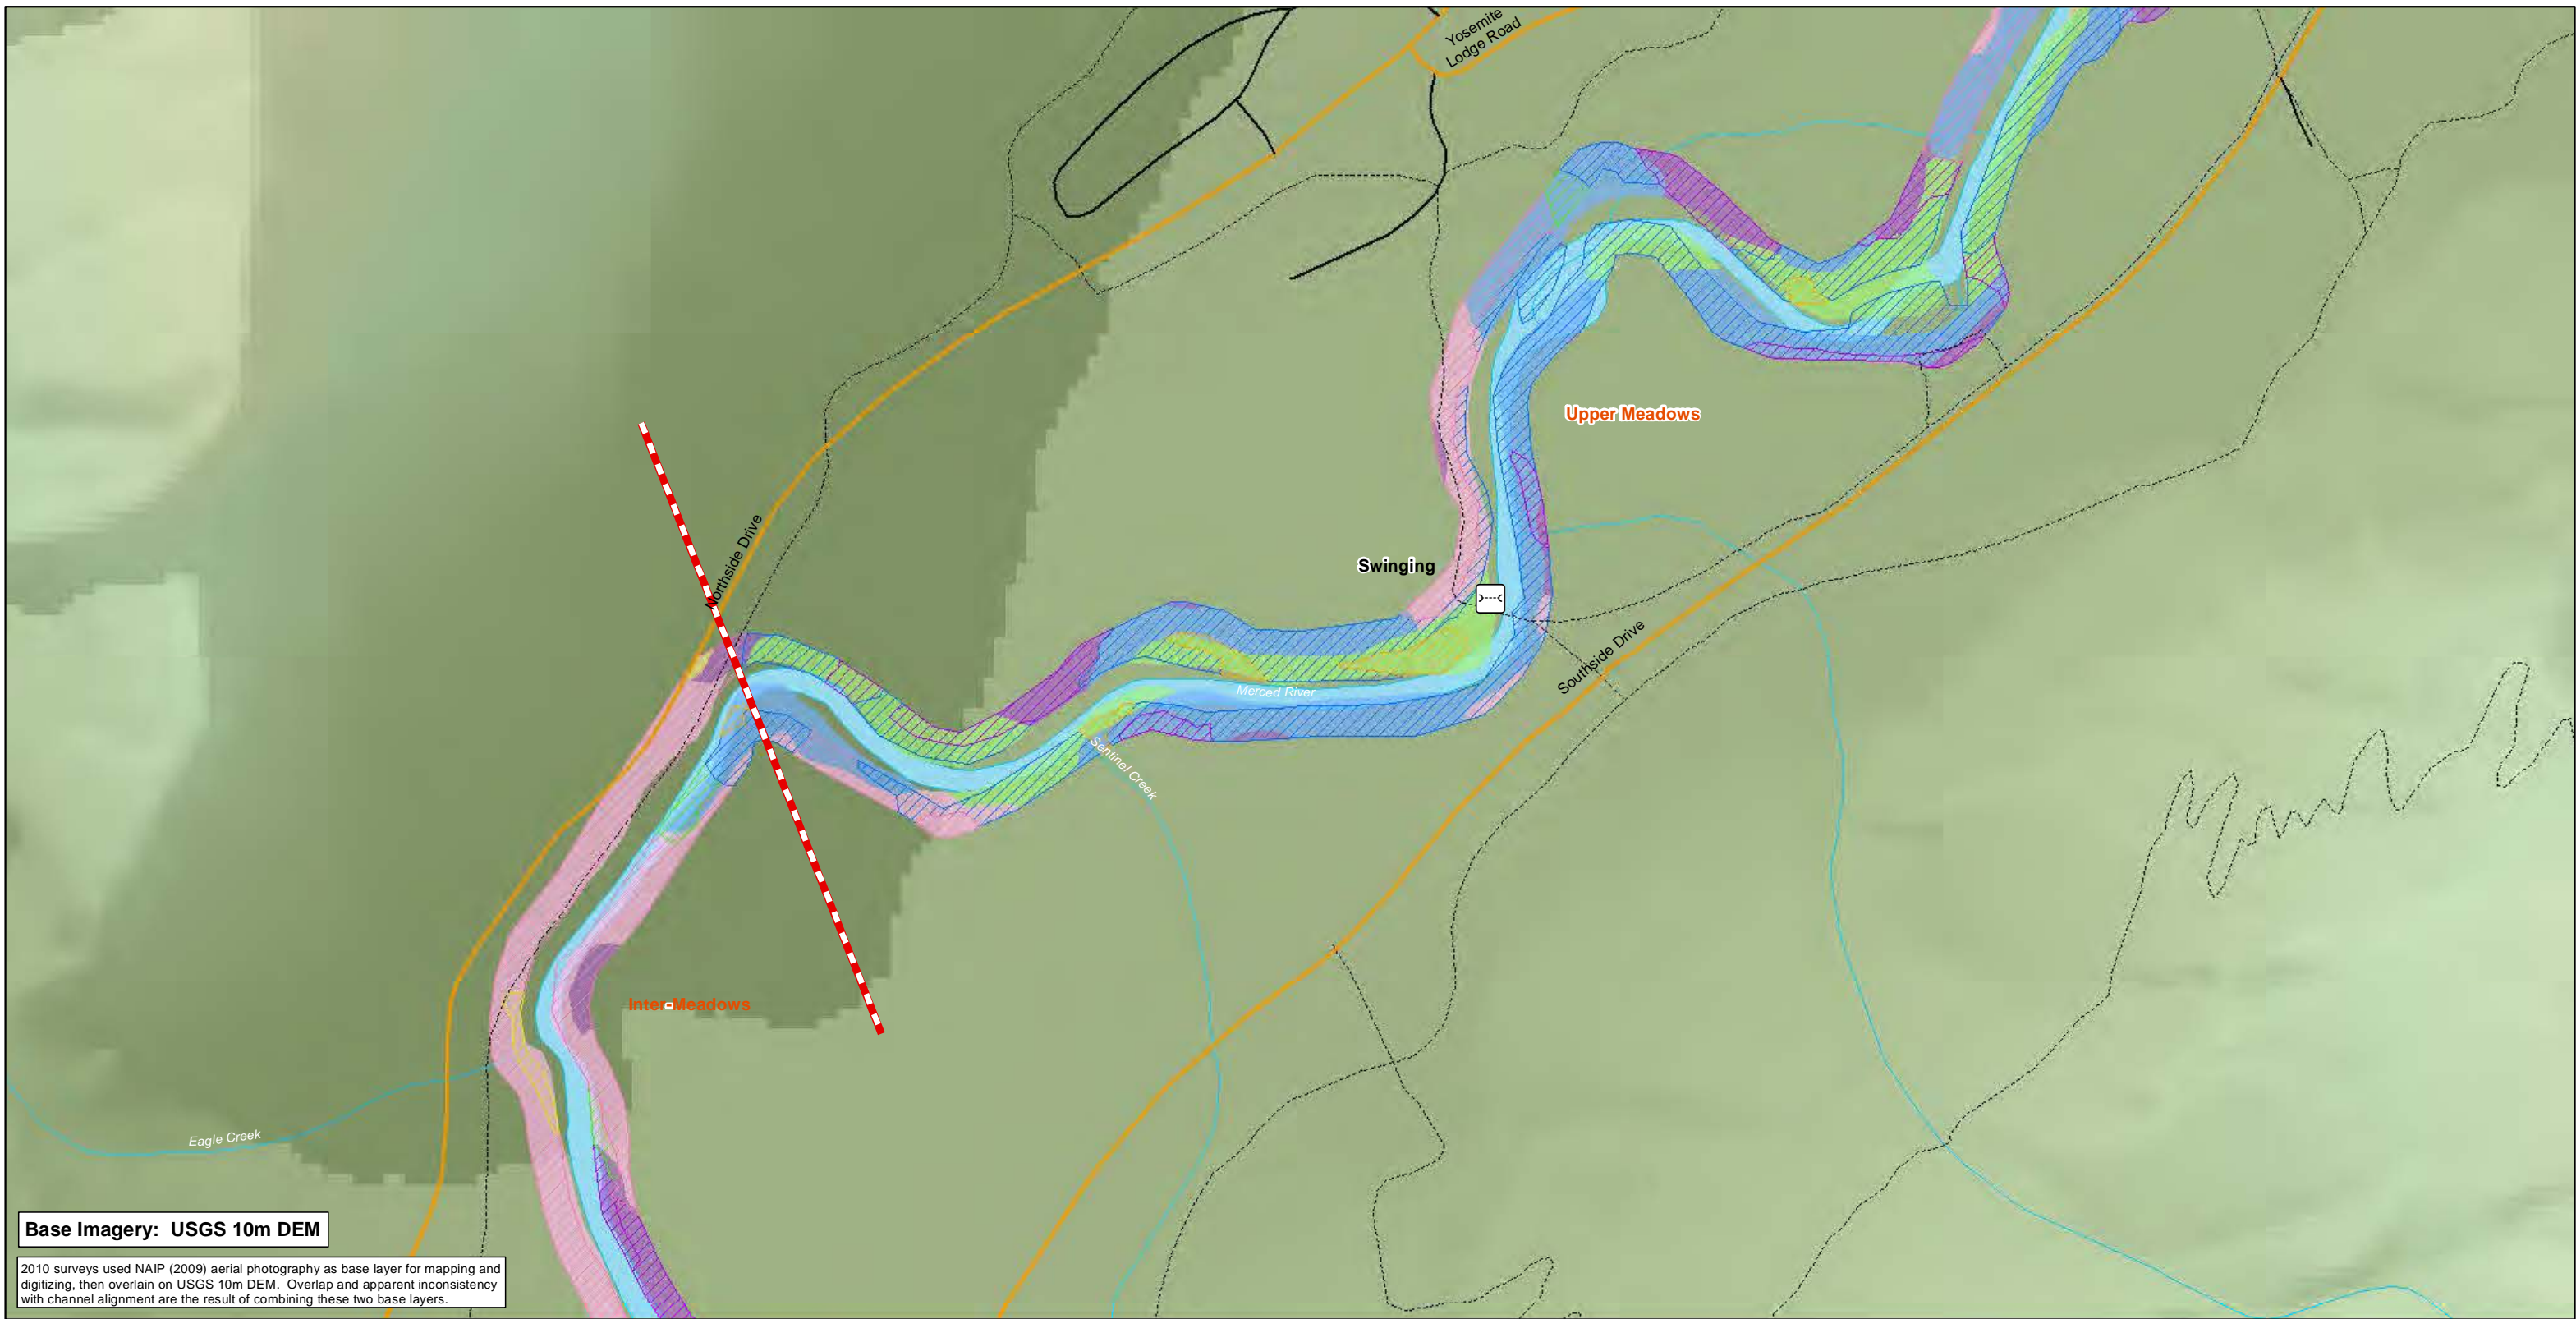 Yosemite
Lodge Road
Upper Meadows
Northside Drive
Swinging
Southside Drive
Merced River
Sentinel Creek
Inter-Meadows
Eagle Creek
Base Imagery: USGS 10m DEM
2010 surveys used NAIP (2009) aerial photography as base layer for mapping and
digitizing, then overlain on USGS 10m DEM. Overlap and apparent inconsistency
with channel alignment are the result of combining these two base layers.